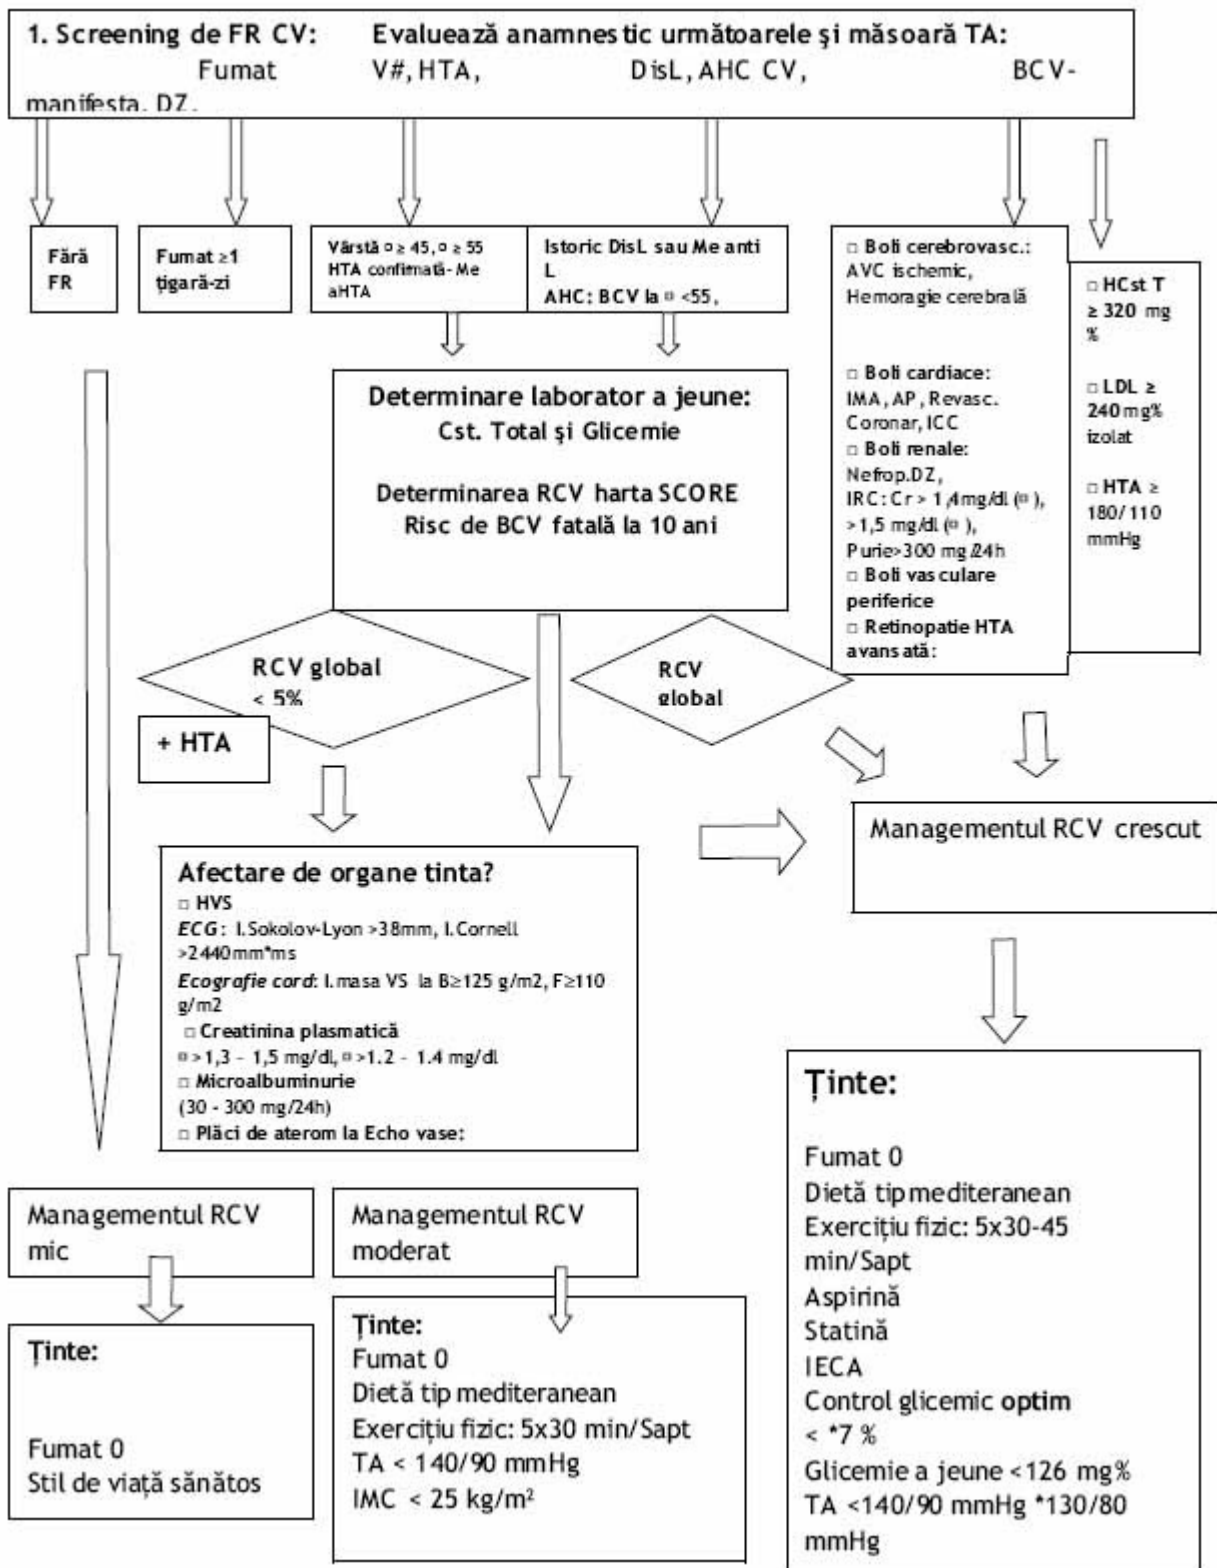 1. Screening de FR CV: Evaluează anamnestic următoarele şi măsoară TA:
Fumat V#, HTA, DisL, AHC CV, BCV-
manifesta. DZ.
Fără
FR
Fumat ≥1
ţigară-zi
Vârstă ¤ ≥ 45, ¤ ≥ 55
HTA confirmată- Me
aHTA
Istoric DisL sau Me anti
L
AHC: BCV la ¤ <55,
□ Boli cerebrovasc.:
AVC ischemic,
Hemoragie cerebrală
□ Boli cardiace:
IMA, AP, Revasc.
Coronar, ICC
□ Boli renale:
Nefrop.DZ,
IRC: Cr > 1,4mg/dl (¤ ),
>1,5 mg/dl (¤ ),
Purie>300 mg/24h
□ Boli vasculare
periferice
□ Retinopatie HTA
avansată:
□ HCst T
≥ 320 mg
%
□ LDL ≥
240mg%
izolat
□ HTA ≥
180/110
mmHg
Determinare laborator a jeune:
Cst. Total şi Glicemie
Determinarea RCV harta SCORE
Risc de BCV fatală la 10 ani
RCV global
< 5%
+ HTA
RCV
global
Managementul RCV crescut
Afectare de organe tinta?
□ HVS
ECG: I.Sokolov-Lyon >38mm, I.Cornell
>2440mm*ms
Ecografie cord: I.masa VS la B≥125 g/m2, F≥110
g/m2
□ Creatinina plasmatică
¤ >1,3 – 1,5 mg/dl, ¤ >1.2 – 1.4 mg/dl
□ Microalbuminurie
(30 - 300 mg/24h)
□ Plăci de aterom la Echo vase:
Managementul RCV
mic
Managementul RCV
moderat
Ţinte:
Fumat 0
Stil de viaţă sănătos
Ţinte:
Fumat 0
Dietă tip mediteranean
Exerciţiu fizic: 5x30 min/Sapt
TA < 140/90 mmHg
IMC < 25 kg/m²
Ţinte:
Fumat 0
Dietă tip mediteranean
Exerciţiu fizic: 5x30-45
min/Sapt
Aspirină
Statină
IECA
Control glicemic optim
< *7 %
Glicemie a jeune <126 mg%
TA <140/90 mmHg *130/80
mmHg